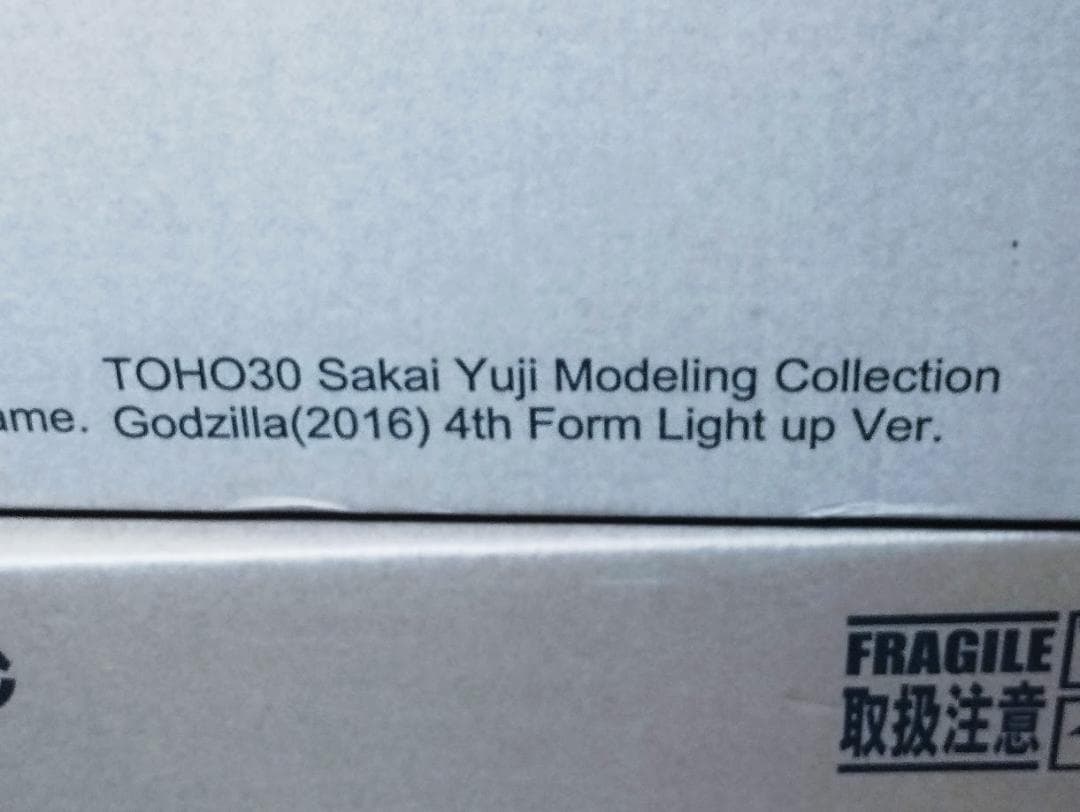 TOHO30 Sakai Yuji Modeling Collection
ame. Godzilla(2016) 4th Form Light up Ver.
FRAGILE
取扱注意